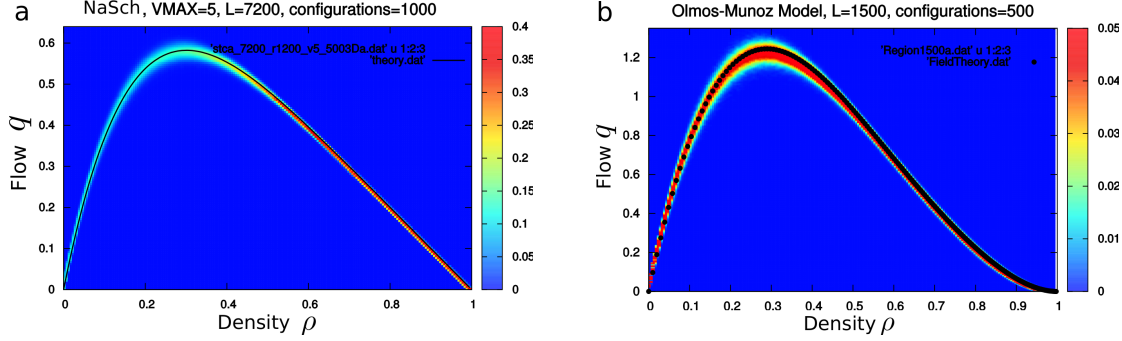 a
NaSch, VMAX=5, L=7200, configurations=1000
'stca_7200_r1200_v5_5003Da.dat' u 1:2:3
'theory.dat'
0.6
0.5
0.4
0.3
0.2
0.1
0
Flow q
0 0.2 0.4 0.6 0.8 1
Density ρ
0.4
0.35
0.3
0.25
0.2
0.15
0.1
0.05
0
b
Olmos-Munoz Model, L=1500, configurations=500
'Region1500a.dat' u 1:2:3
'FieldTheory.dat'
1.2
1
0.8
0.6
0.4
0.2
0
Flow q
0 0.1 0.2 0.3 0.4 0.5 0.6 0.7 0.8 0.9 1
Density ρ
0.05
0.04
0.03
0.02
0.01
0